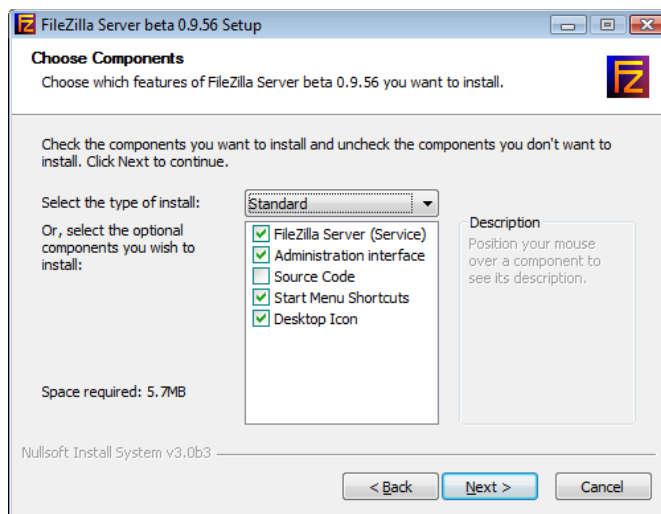 FileZilla Server beta 0.9.56 Setup
Choose Components
Choose which features of FileZilla Server beta 0.9.56 you want to install.
FZ
Check the components you want to install and uncheck the components you don't want to
install. Click Next to continue.
Select the type of install:
Standard
Or, select the optional
components you wish to
install:
FileZilla Server (Service)
Administration interface
Source Code
Start Menu Shortcuts
Desktop Icon
Description
Position your mouse
over a component to
see its description.
Space required: 5.7MB
Nullsoft Install System v3.0b3
< Back
Next >
Cancel